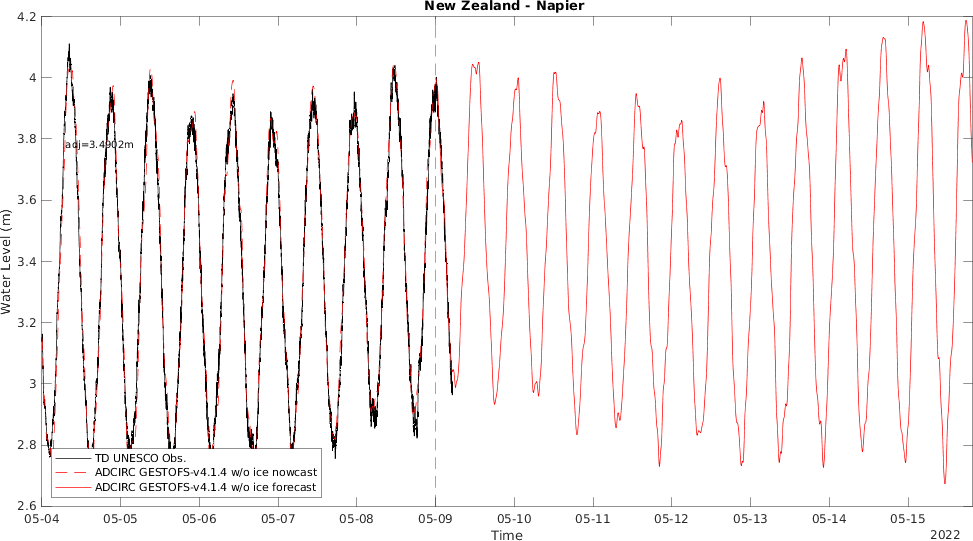 New Zealand - Napier
4.2
4
3.8
3.6
3.4
3.2
3
2.8
2.6
Water Level (m)
adj=3.4902m
TD UNESCO Obs.
ADCIRC GESTOFS-v4.1.4 w/o ice nowcast
ADCIRC GESTOFS-v4.1.4 w/o ice forecast
05-04 05-05 05-06 05-07 05-08 05-09 05-10 05-11 05-12 05-13 05-14 05-15
Time
2022